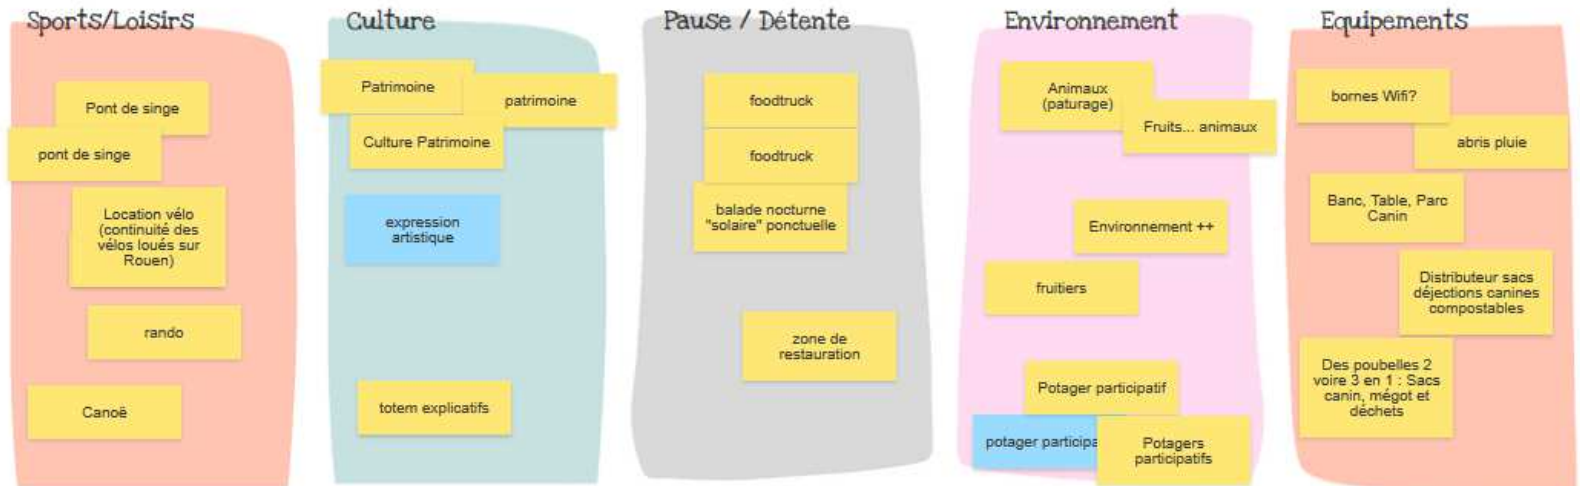 Sports/Loisirs
Pont de singe
pont de singe
Location vélo
(continuité des
vélos loués sur
Rouen)
rando
Canoë
Culture
Patrimoine
patrimoine
Culture Patrimoine
expression
artistique
totem explicatifs
Pause / Détente
foodtruck
foodtruck
balade nocturne
"solaire" ponctuelle
zone de
restauration
Environnement
Animaux
(paturage)
Fruits... animaux
Environnement ++
fruitiers
Potager participatif
potager participa
Potagers
participatifs
Equipements
bornes Wifi?
abris pluie
Banc, Table, Parc
Canin
Distributeur sacs
déjections canines
compostables
Des poubelles 2
voire 3 en 1 : Sacs
canin, mégot et
déchets